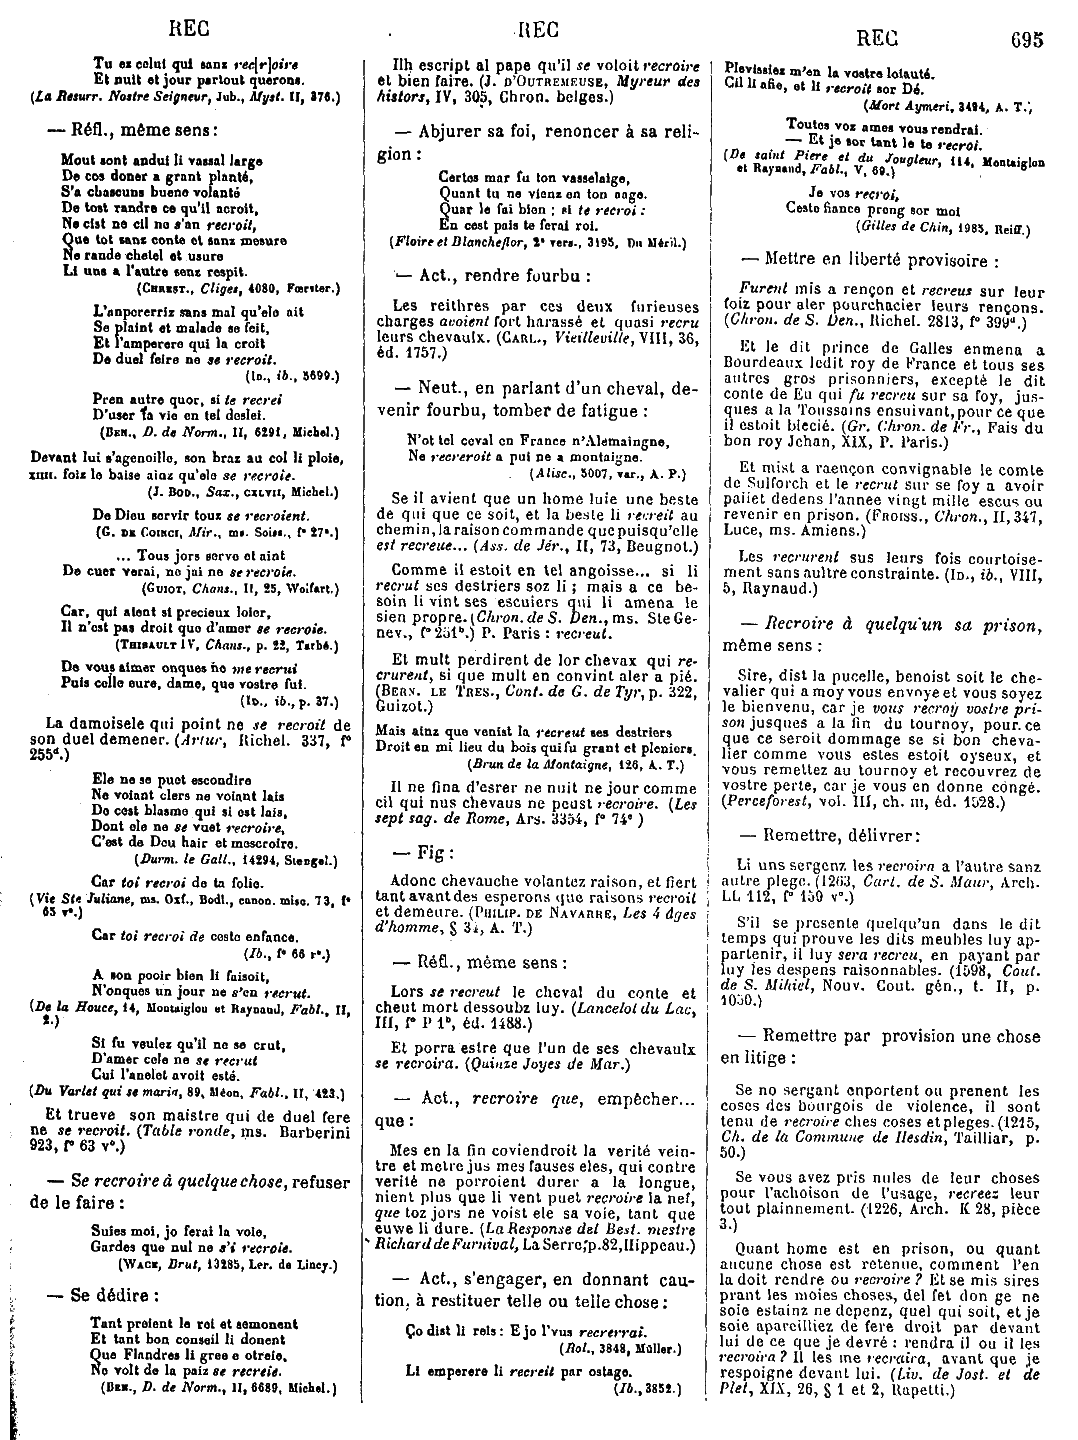 REC
REC
REC
695
Tu es celui qui sanz rec[r]oire
Et nuit et jour partout querons.
(La Resurr. Nostre Seigneur, Jub., Myst. II, 376.)
— Réfl., même sens :
Mout sont andui li vassal large
De cos doner a grant planté,
S'a chascuns buene volanté
De tost randre ce qu'il acroit,
Ne cist ne cil ne s'an recroit,
Que tot sanz conte et sanz mesure
Ne rande chetel et usure
Li uns a l'autre senz respit.
(Chrest., Cliges, 4080, Fœrster.)
L'anpererriz sans mal qu'ele ait
Se plaint et malade se feit,
Et l'amperere qui la croit
De duel feire ne se recroit.
(Id., ib., 5699.)
Pren autre quor, si te recrei
D'user ta vie en tel deslei.
(Ben., D. de Norm., II, 6291, Michel.)
Devant lui s'agenoille, son braz au col li ploie,
xiiii. fois le baise ainz qu'ele se recroie.
(J. Bod., Sax., cxlvii, Michel.)
De Dieu servir touz se recroient.
(G. de Coinci, Mir., ms. Soiss., f° 27ᵃ.)
... Tous jors serve et aint
De cuer verai, ne jai ne se recroie.
(Guiot, Chans., II, 25, Wolfart.)
Car, qui atent si precieux loier,
Il n'est pas droit que d'amer se recroie.
(Thibault IV, Chans., p. 22, Tarbé.)
De vous aimer onques ne me recrui
Puis celle eure, dame, que vostre fui.
(Id., ib., p. 37.)
La damoisele qui point ne se recroit de
son duel demener. (Artur, Richel. 337, f°
255ᵈ.)
Ele ne se puet escondire
Ne voiant clers ne voiant lais
De cest blasme qui si est lais,
Dont ele ne se vuet recroire,
C'est de Deu hair et mescroire.
(Durm. le Gall., 14294, Stengel.)
Car toi recroi de ta folie.
(Vie Ste Juliane, ms. Oxf., Bodl., canon. misc. 73, f°
65 v°.)
Car toi recroi de ceste enfance.
(Ib., f° 66 r°.)
A son pooir bien li faisoit,
N'onques un jour ne s'en recrut.
(De la Houce, 14, Montaiglon et Raynaud, Fabl., II,
2.)
Si fu veulez qu'il ne se crut,
D'amer cele ne se recrut
Cui l'anelet avoit esté.
(Du Varlet qui se maria, 89, Méon, Fabl., II, 423.)
Et trueve son maistre qui de duel fere
ne se recroit. (Table ronde, ms. Barberini
923, f° 63 v°.)
— Se recroire à quelque chose, refuser
de le faire :
Suies moi, jo ferai la voie,
Gardes que nul ne s'i recroie.
(Wace, Brut, 13285, Ler. de Lincy.)
— Se dédire :
Tant preient le rei et semonent
Et tant bon conseil li donent
Que Flandres li gree e otreie,
Ne volt de la paiz se recreie.
(Ben., D. de Norm., II, 6689, Michel.)
Ilh escript al pape qu'il se voloit recroire
et bien faire. (J. d'Outremeuse, Myreur des
histors, IV, 305, Chron. belges.)
— Abjurer sa foi, renoncer à sa reli-
gion :
Certes mar fu ton vasselaige,
Quant tu ne vienz en ton aage.
Quar le fai bien ; si te recroi :
En cest pais te ferai roi.
(Floire et Blancheflor, 2ᵉ vers., 3195, Du Méril.)
— Act., rendre fourbu :
Les reithres par ces deux furieuses
charges avoient fort harassé et quasi recru
leurs chevaulx. (Carl., Vieilleville, VIII, 36,
éd. 1757.)
— Neut., en parlant d'un cheval, de-
venir fourbu, tomber de fatigue :
N'ot tel ceval en France n'Alemaingne,
Ne recreroit a pui ne a montaigne.
(Alisc., 5007, var., A. P.)
Se il avient que un home luie une beste
de qui que ce soit, et la beste li recreit au
chemin, la raison commande que puisqu'elle
est recreue... (Ass. de Jér., II, 73, Beugnot.)
Comme il estoit en tel angoisse... si li
recrut ses destriers soz li ; mais a ce be-
soin li vint ses escuiers qui li amena le
sien propre. (Chron. de S. Den., ms. Ste Ge-
nev., f° 251ᵇ.) P. Paris : recreut.
Et mult perdirent de lor chevax qui re-
crurent, si que mult en convint aler a pié.
(Bern. le Tres., Cont. de G. de Tyr, p. 322,
Guizot.)
Mais ainz que venist la recreut ses destriers
Droit en mi lieu du bois qui fu grant et pleniers.
(Brun de la Montaigne, 126, A. T.)
Il ne fina d'esrer ne nuit ne jour comme
cil qui nus chevaus ne peust recroire. (Les
sept sag. de Rome, Ars. 3354, f° 74ᵃ )
— Fig :
Adonc chevauche volantez raison, et fiert
tant avant des esperons que raisons recroit
et demeure. (Philip. de Navarre, Les 4 âges
d'homme, § 34, A. T.)
— Réfl., même sens :
Lors se recreut le cheval du conte et
cheut mort dessoubz luy. (Lancelot du Lac,
III, f° P 1ᵇ, éd. 1488.)
Et porra estre que l'un de ses chevaulx
se recroira. (Quinze Joyes de Mar.)
— Act., recroire que, empêcher...
que :
Mes en la fin coviendroit la verité vein-
tre et metre jus mes fauses eles, qui contre
verité ne porroient durer a la longue,
nient plus que li vent puet recroire la nef,
que toz jors ne voist ele sa voie, tant que
euwe li dure. (La Response del Best. mestre
Richard de Furnival, La Serre, p. 82, Hippeau.)
— Act., s'engager, en donnant cau-
tion, à restituer telle ou telle chose :
Ço dist li reis : E jo l'vus recrerrai.
(Rol., 3848, Müller.)
Li emperere li recreit par ostage.
(Ib., 3852.)
Plevissiez m'en la vostre loiauté.
Cil li afie, et li recroit sor Dé.
(Mort Aymeri, 3494, A. T.)
Toutes voz ames vous rendrai.
— Et je sor tant le te recroi.
(De saint Piere et du Jougleur, 114, Montaiglon
et Raynaud, Fabl., V, 69.)
Je vos recroi,
Ceste fiance preng sor moi
(Gilles de Chin, 1985, Reiff.)
— Mettre en liberté provisoire :
Furent mis a rençon et recreus sur leur
foiz pour aler pourchacier leurs rençons.
(Chron. de S. Den., Richel. 2813, f° 399ᵈ.)
Et le dit prince de Galles enmena a
Bourdeaux ledit roy de France et tous ses
autres gros prisonniers, excepté le dit
conte de Eu qui fu recreu sur sa foy, jus-
ques a la Toussains ensuivant, pour ce que
il estoit blecié. (Gr. Chron. de Fr., Fais du
bon roy Jehan, XIX, P. Paris.)
Et mist a raençon convignable le comte
de Sulforch et le recrut sur se foy a avoir
paiiet dedens l'annee vingt mille escus ou
revenir en prison. (Froiss., Chron., II, 347,
Luce, ms. Amiens.)
Les recrurent sus leurs fois courtoise-
ment sans aultre constrainte. (Id., ib., VIII,
5, Raynaud.)
— Recroire à quelqu'un sa prison,
même sens :
Sire, dist la pucelle, benoist soit le che-
valier qui a moy vous envoye et vous soyez
le bienvenu, car je vous recroy vostre pri-
son jusques a la fin du tournoy, pour ce
que ce seroit dommage se si bon cheva-
lier comme vous estes estoit oyseux, et
vous remettez au tournoy et recouvrez de
vostre perte, car je vous en donne congé.
(Perceforest, vol. III, ch. iii, éd. 1528.)
— Remettre, délivrer :
Li uns sergenz les recroira a l'autre sanz
autre plege. (1263, Cart. de S. Maur, Arch.
LL 112, f° 150 v°.)
S'il se presente quelqu'un dans le dit
temps qui prouve les dits meubles luy ap-
partenir, il luy sera recreu, en payant par
luy les despens raisonnables. (1598, Cout.
de S. Mihiel, Nouv. Cout. gén., t. II, p.
1050.)
— Remettre par provision une chose
en litige :
Se no sergant enportent ou prenent les
coses des bourgois de violence, il sont
tenu de recroire ches coses et pleges. (1215,
Ch. de la Commune de Hesdin, Tailliar, p.
50.)
Se vous avez pris nules de leur choses
pour l'achoison de l'usage, recreez leur
tout plainnement. (1226, Arch. K 28, pièce
3.)
Quant home est en prison, ou quant
aucune chose est retenue, comment l'en
la doit rendre ou recroire ? Et se mis sires
prant les moies choses, del fet don ge ne
soie estainz ne depenz, quel qui soit, et je
soie apareilliez de fere droit par devant
lui de ce que je devré : rendra il ou il les
recroira ? Il les me recraira, avant que je
respoigne devant lui. (Liv. de Jost. et de
Plet, XIX, 26, § 1 et 2, Rapetti.)